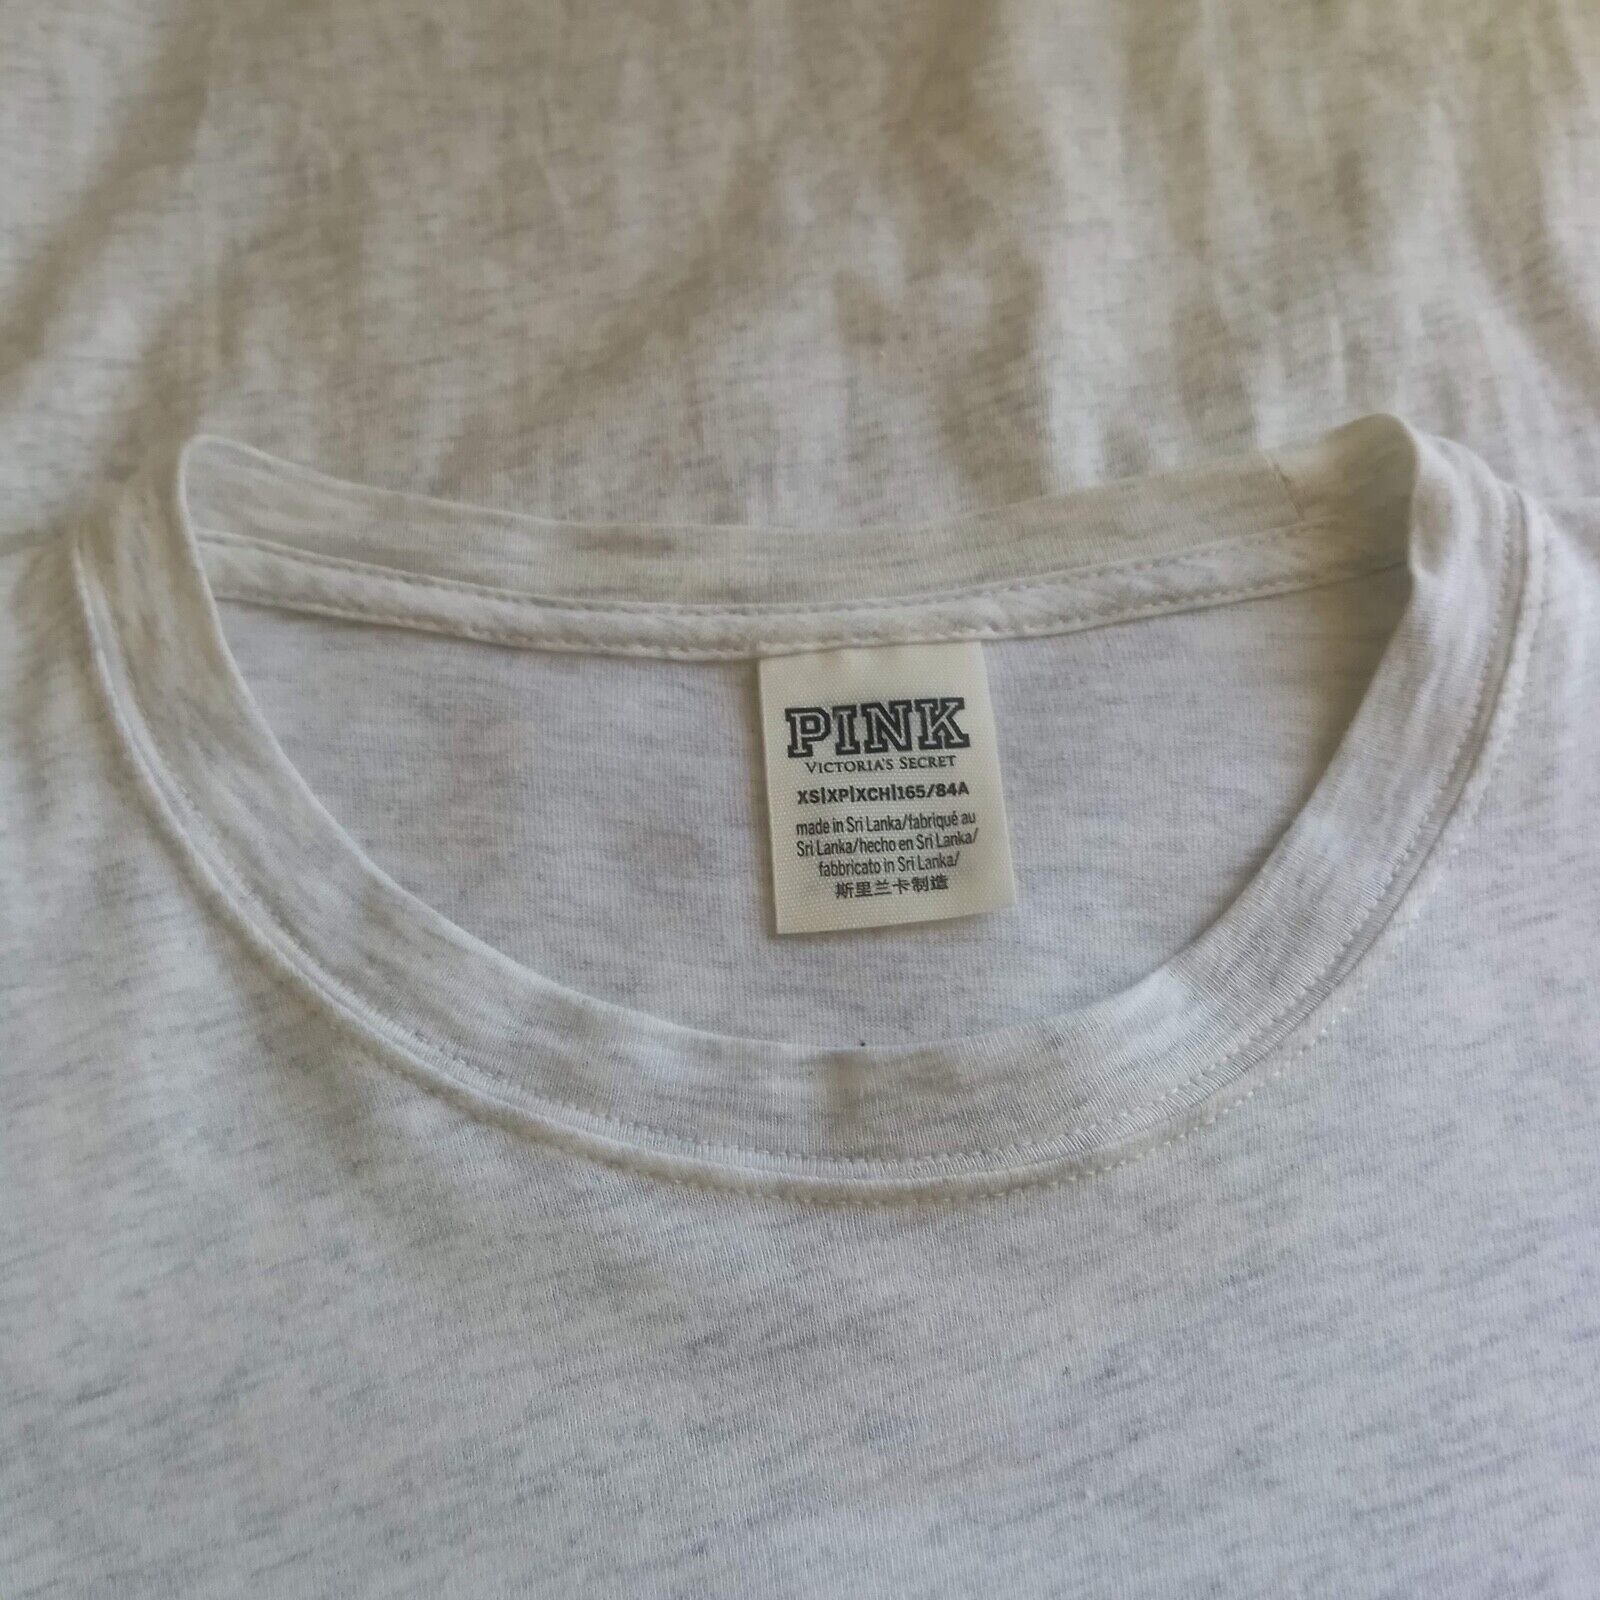 PINK
VICTORIA'S SECRET
XS|XP|XCH|165/84A
made in Sri Lanka/fabriqué au
Sri Lanka/hecho en Sri Lanka/
fabbricato in Sri Lanka/
斯里兰卡制造